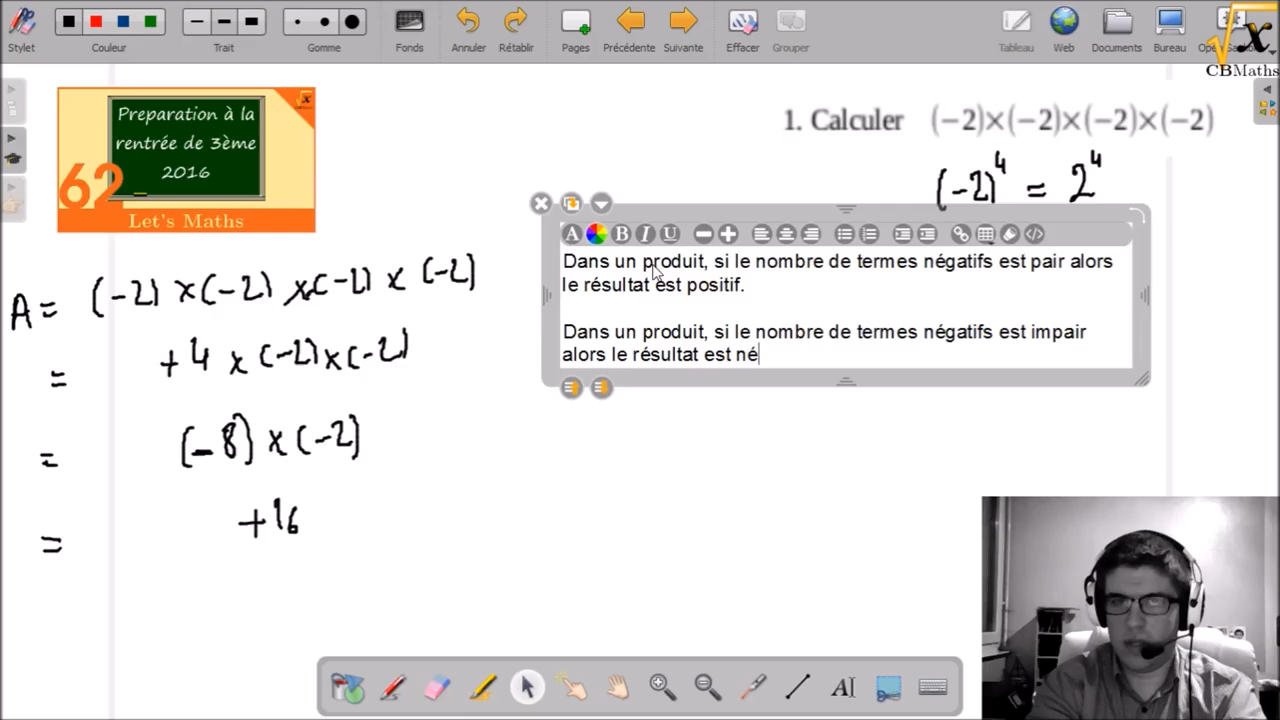 Stylet
Couleur
Trait
Gomme
Fonds
Annuler
Rétablir
Pages
Précédente
Suivante
Effacer
Grouper
Tableau
Web
Documents
Bureau
CBMaths
Preparation à la
rentrée de 3ème
2016
62
Let's Maths
1. Calculer (−2)×(−2)×(−2)×(−2)
(-2)⁴ = 2⁴
A B I U
Dans un produit, si le nombre de termes négatifs est pair alors
le résultat est positif.
Dans un produit, si le nombre de termes négatifs est impair
alors le résultat est né
A = (-2) x (-2) x (-2) x (-2)
= +4 x (-2) x (-2)
= (-8) x (-2)
= +16